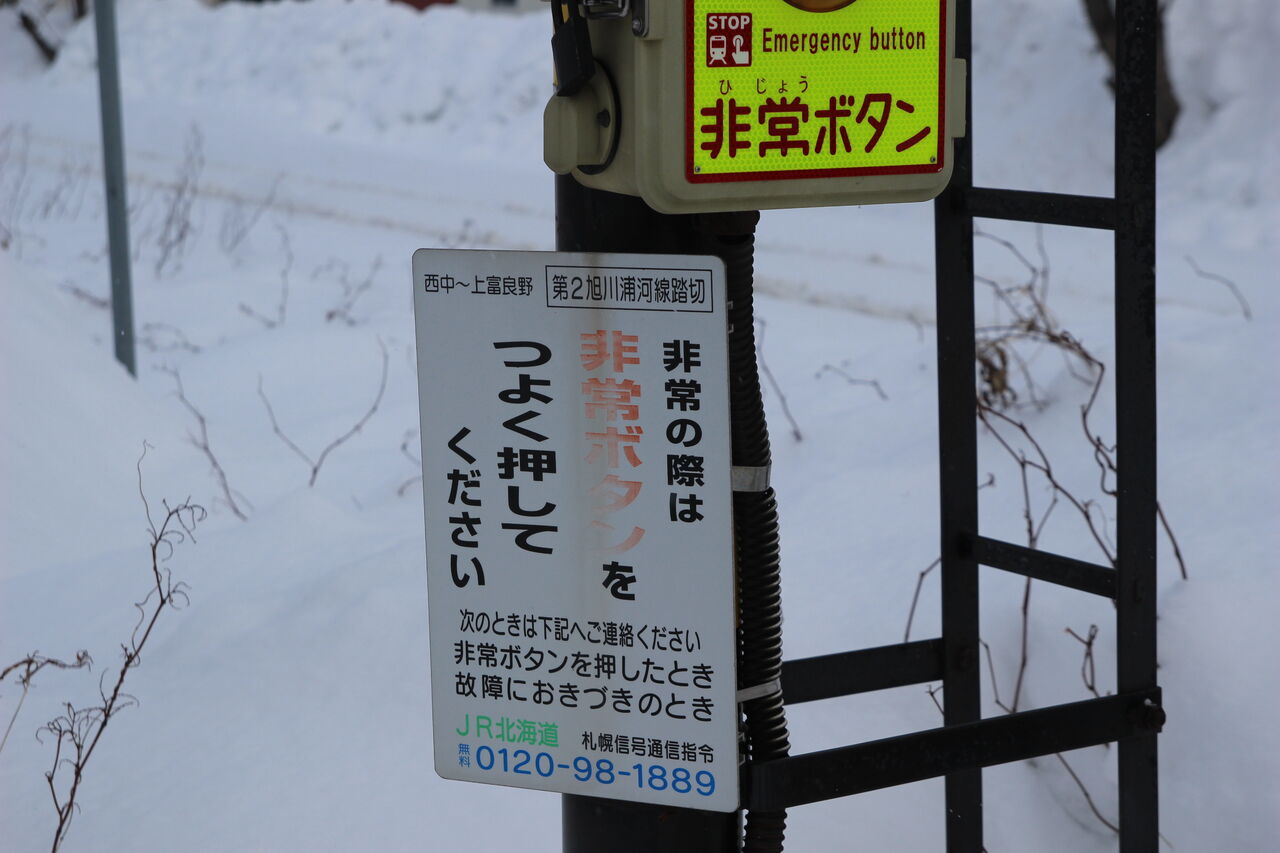 STOP
Emergency button
ひ じょう
非常ボタン
西中～上富良野 第2旭川浦河線踏切
非常の際は
非常ボタンを
つよく押して
ください
次のときは下記へご連絡ください
非常ボタンを押したとき
故障におきづきのとき
JR北海道 札幌信号通信指令
無料 0120-98-1889